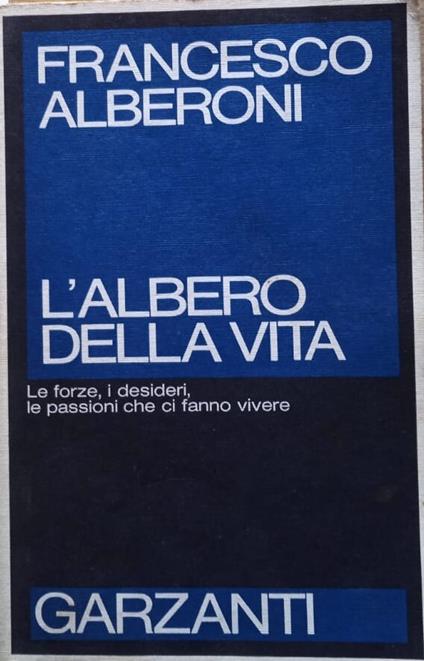 FRANCESCO
ALBERONI
L'ALBERO
DELLA VITA
Le forze, i desideri,
le passioni che ci fanno vivere
GARZANTI